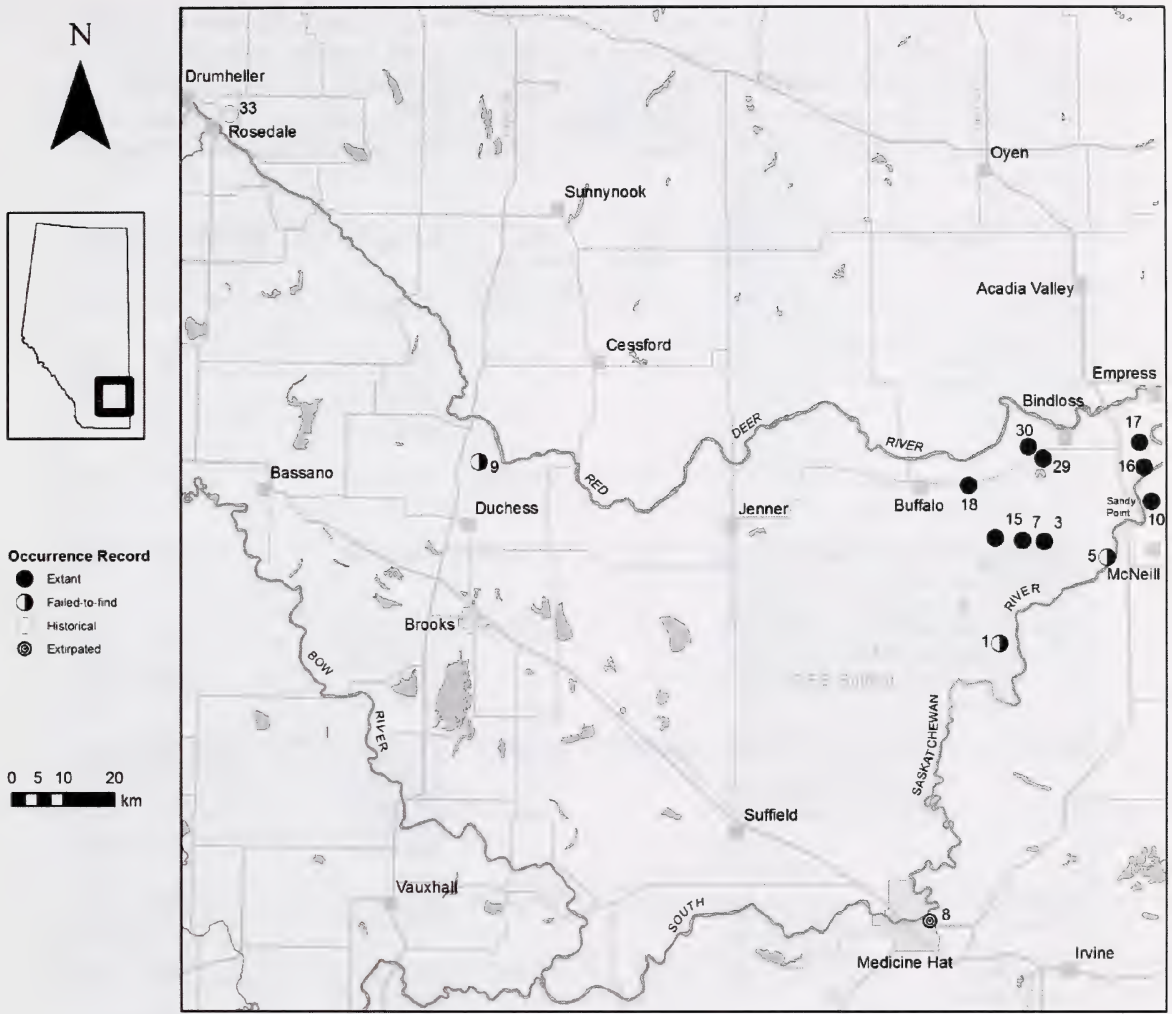 N
Drumheller
33
Rosedale
Oyen
Sunnynook
Acadia Valley
Cessford
Empress
Bindloss
17
30
DEER
RIVER
29
16
9
Bassano
RED
18
Buffalo
Sandy
Point
10
Duchess
Jenner
15 7 3
5
McNeill
Occurrence Record
Extant
Failed-to-find
Historical
Extirpated
RIVER
Brooks
1
BOW
RIVER
SASKATCHEWAN
0 5 10 20
km
Suffield
Vauxhall
SOUTH
8
Medicine Hat
Irvine